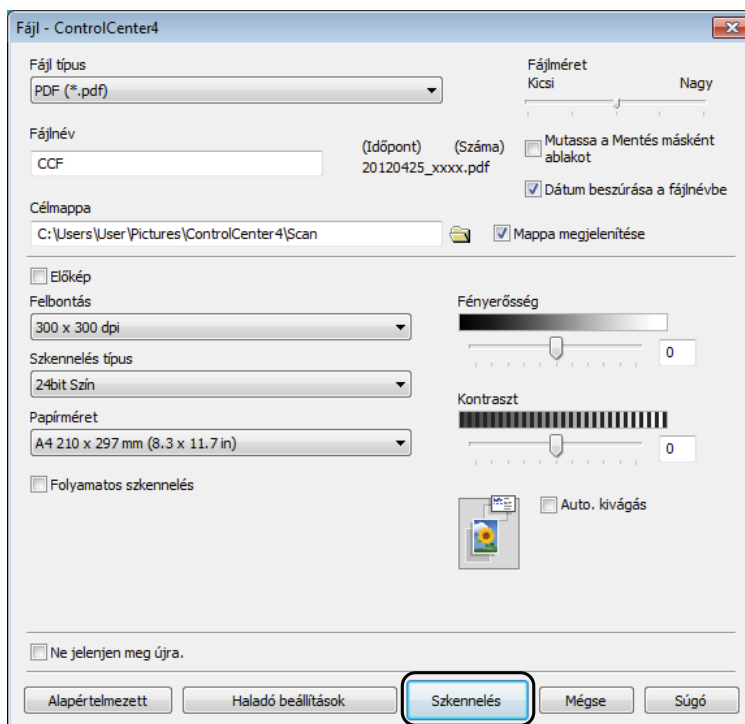 Fájl - ControlCenter4
Fájl típus
PDF (*.pdf)
Fájlméret
Kicsi Nagy
Fájlnév
CCF
(Időpont) (Száma)
20120425_xxxx.pdf
Mutassa a Mentés másként
ablakot
Dátum beszúrása a fájlnévbe
Célmappa
C:\Users\User\Pictures\ControlCenter4\Scan
Mappa megjelenítése
Előkép
Felbontás
300 x 300 dpi
Szkennelés típus
24bit Szín
Papírméret
A4 210 x 297 mm (8.3 x 11.7 in)
Folyamatos szkennelés
Fényerősség
0
Kontraszt
0
Auto. kivágás
Ne jelenjen meg újra.
Alapértelmezett Haladó beállítások Szkennelés Mégse Súgó